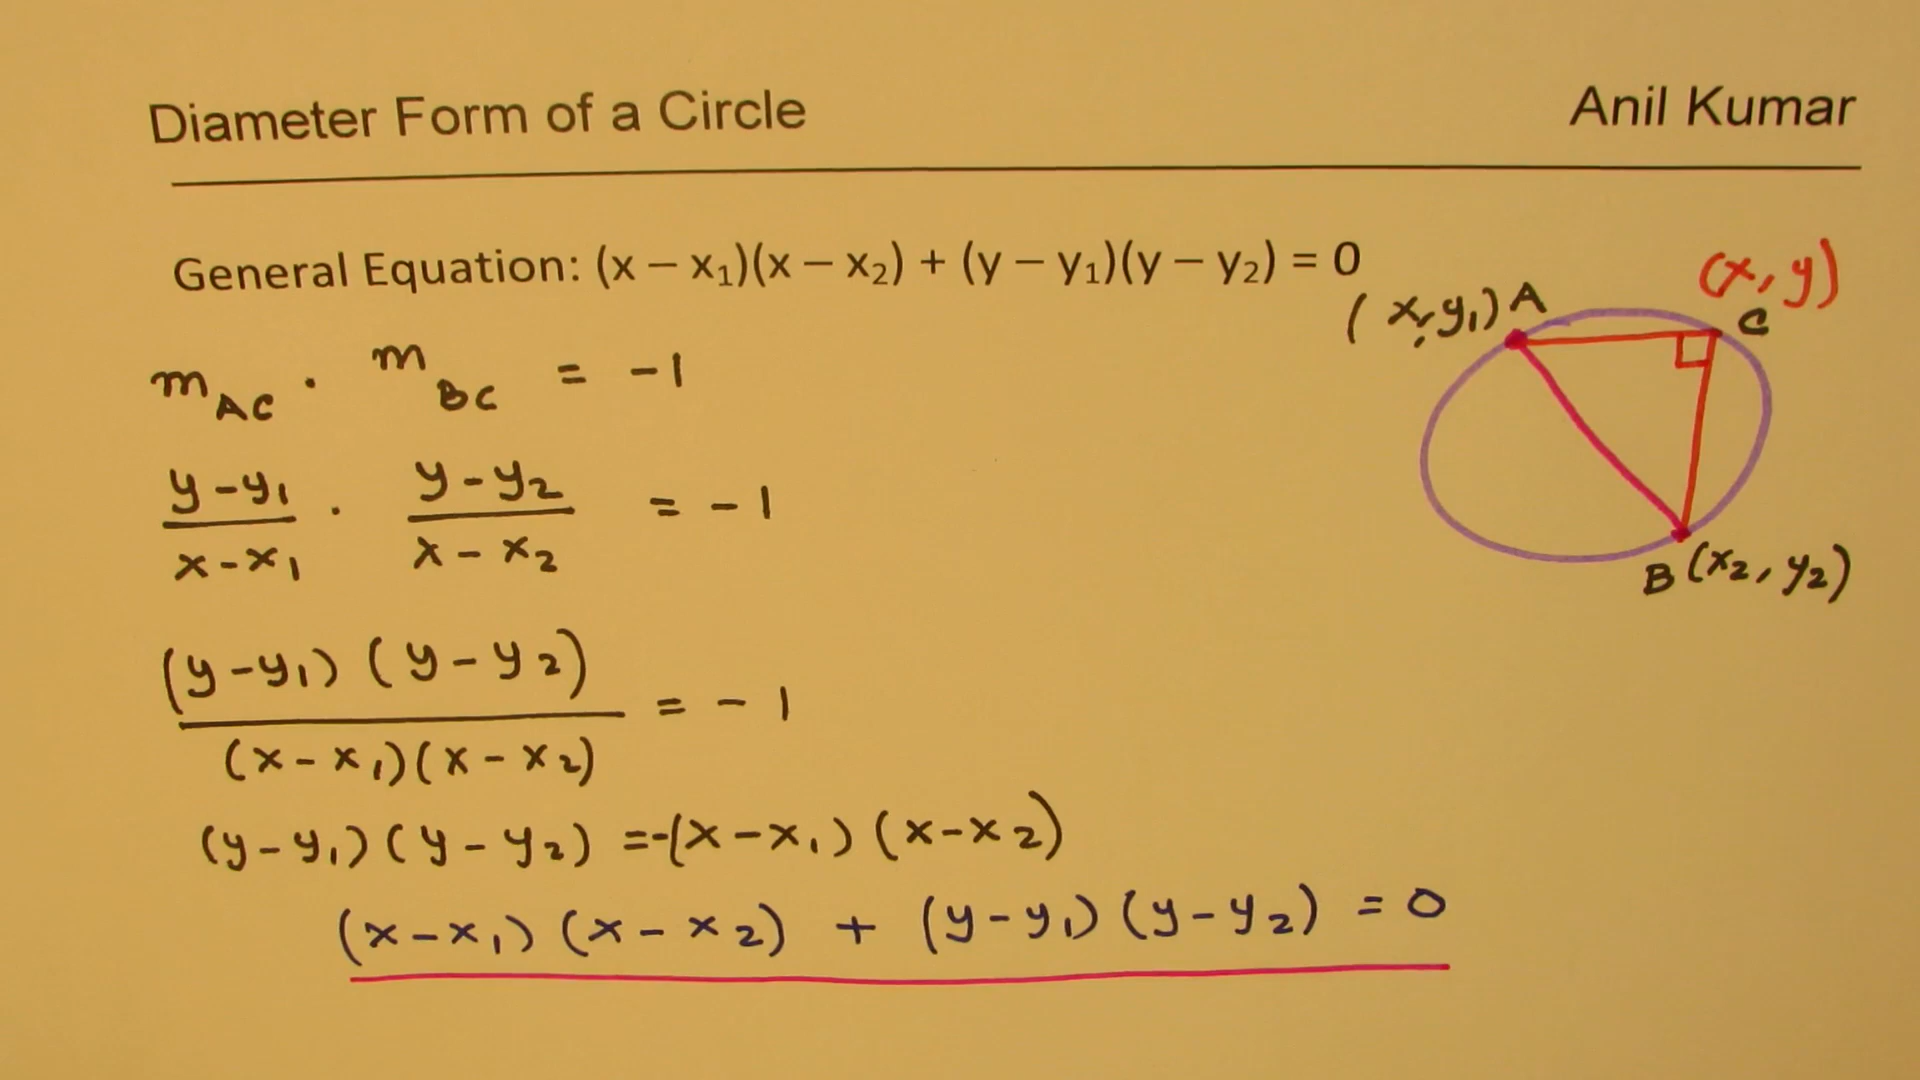 Diameter Form of a Circle
Anil Kumar
General Equation: (x – x₁)(x – x₂) + (y – y₁)(y – y₂) = 0
(x, y)
(x₁, y₁) A
C
m_AC · m_BC = -1
(y - y₁)/(x - x₁) · (y - y₂)/(x - x₂) = -1
B (x₂, y₂)
(y - y₁)(y - y₂)/(x - x₁)(x - x₂) = -1
(y - y₁)(y - y₂) = -(x - x₁)(x - x₂)
(x - x₁)(x - x₂) + (y - y₁)(y - y₂) = 0